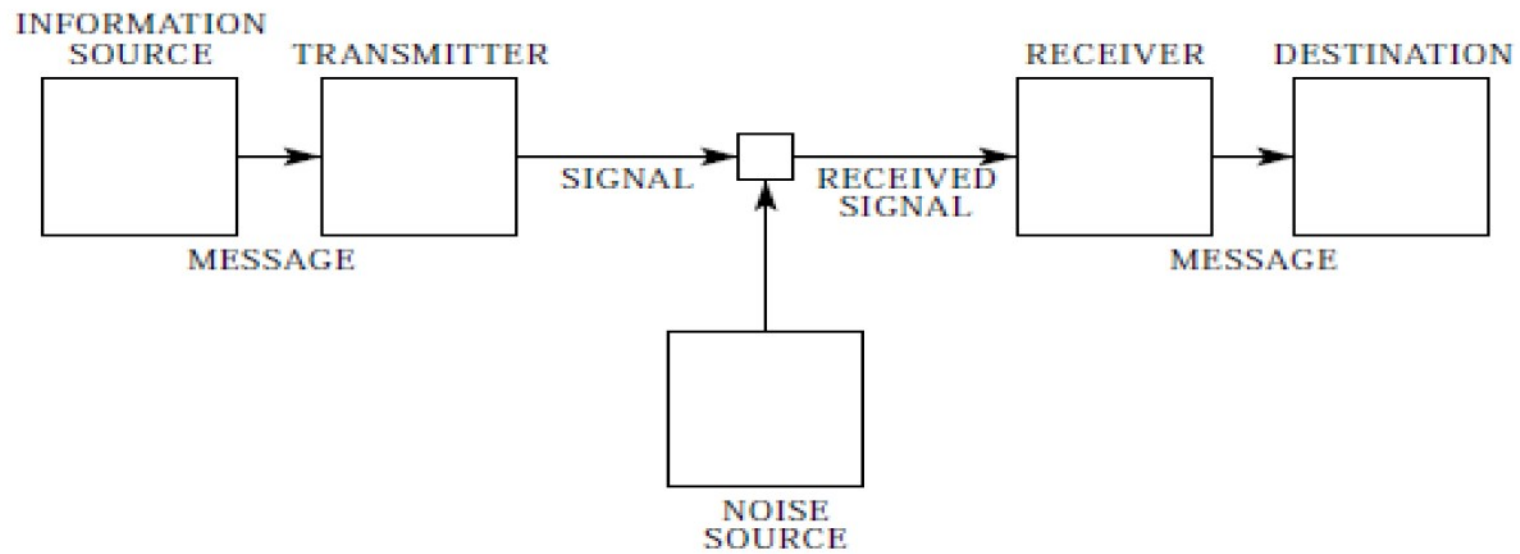 INFORMATION
SOURCE
TRANSMITTER
RECEIVER
DESTINATION
SIGNAL
RECEIVED
SIGNAL
MESSAGE
MESSAGE
NOISE
SOURCE